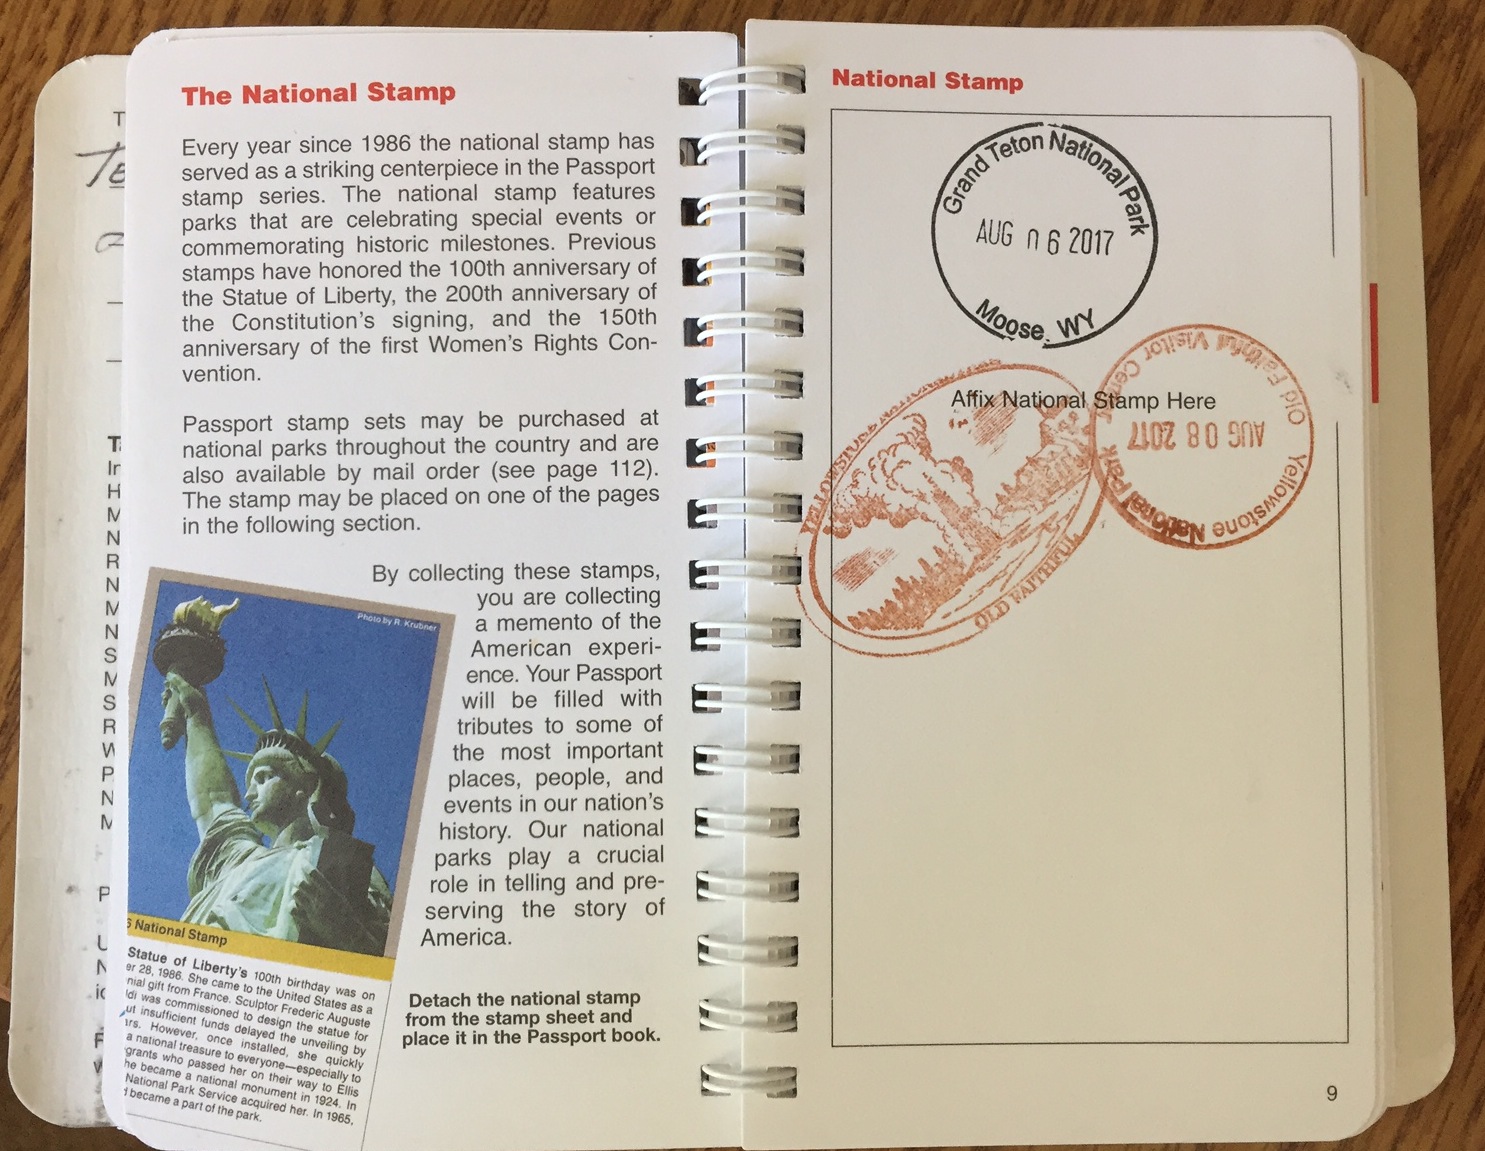 The National Stamp
Every year since 1986 the national stamp has
served as a striking centerpiece in the Passport
stamp series. The national stamp features
parks that are celebrating special events or
commemorating historic milestones. Previous
stamps have honored the 100th anniversary of
the Statue of Liberty, the 200th anniversary of
the Constitution's signing, and the 150th
anniversary of the first Women's Rights Con-
vention.
Passport stamp sets may be purchased at
national parks throughout the country and are
also available by mail order (see page 112).
The stamp may be placed on one of the pages
in the following section.
By collecting these stamps,
you are collecting
a memento of the
American experi-
ence. Your Passport
will be filled with
tributes to some of
the most important
places, people, and
events in our nation's
history. Our national
parks play a crucial
role in telling and pre-
serving the story of
America.
Detach the national stamp
from the stamp sheet and
place it in the Passport book.
Photo by R. Krubner
6 National Stamp
Statue of Liberty's 100th birthday was on
er 28, 1986. She came to the United States as a
nial gift from France. Sculptor Frederic Auguste
ldi was commissioned to design the statue for
ut insufficient funds delayed the unveiling by
ars. However, once installed, she quickly
a national treasure to everyone—especially to
grants who passed her on their way to Ellis
he became a national monument in 1924. In
National Park Service acquired her. In 1965,
became a part of the park.
National Stamp
Grand Teton National Park
AUG 06 2017
Moose, WY
Affix National Stamp Here
Old Faithful Visitor Center
AUG 08 2017
Yellowstone National Park
OLD FAITHFUL
9